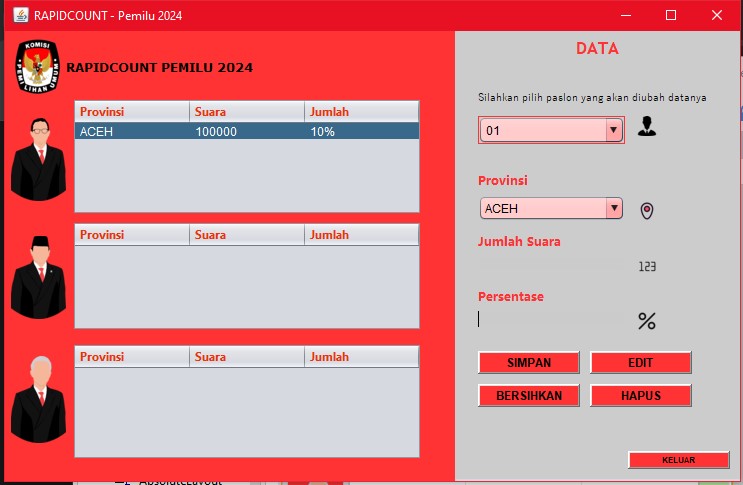 RAPIDCOUNT - Pemilu 2024
KOMISI
PEMILIHAN UMUM
RAPIDCOUNT PEMILU 2024
Provinsi Suara Jumlah
ACEH 100000 10%
Provinsi Suara Jumlah
Provinsi Suara Jumlah
DATA
Silahkan pilih paslon yang akan diubah datanya
01
Provinsi
ACEH
Jumlah Suara
123
Persentase
%
SIMPAN EDIT
BERSIHKAN HAPUS
KELUAR
AbsoluteLayout